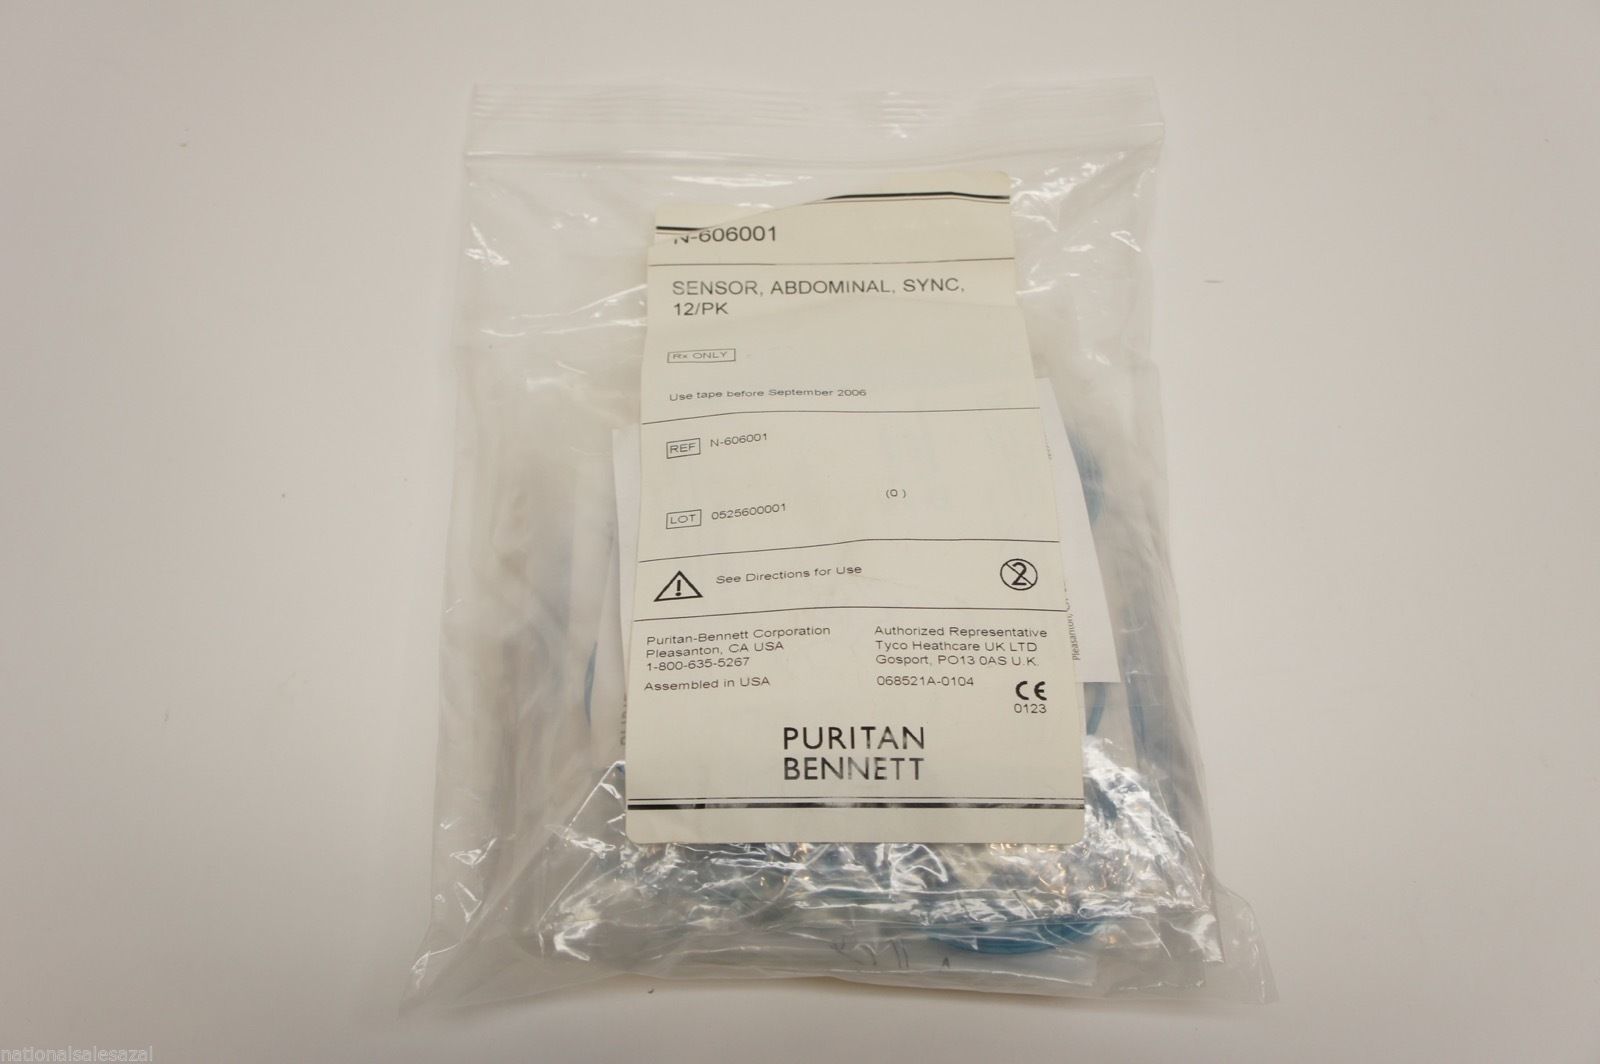 N-606001
SENSOR, ABDOMINAL, SYNC,
12/PK
Rx ONLY
Use tape before September 2006
REF N-606001
(Q )
LOT 0525600001
See Directions for Use
2
Puritan-Bennett Corporation
Pleasanton, CA USA
1-800-635-5267
Assembled in USA
Authorized Representative
Tyco Heathcare UK LTD
Gosport, PO13 0AS U.K.
068521A-0104
CE
0123
PURITAN
BENNETT
Pleasanton,
nationalsalesazal